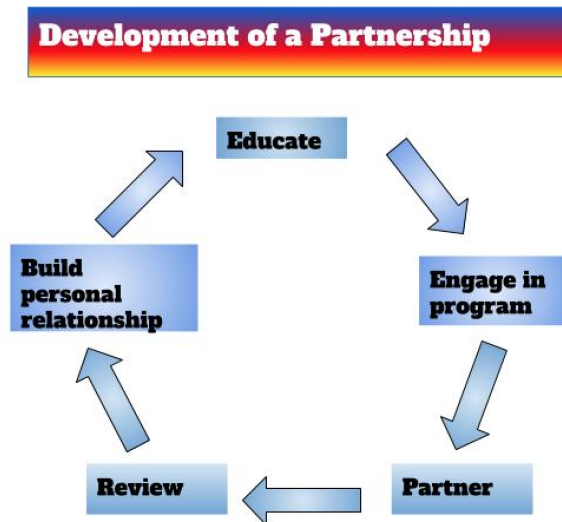 Development of a Partnership
Educate
Engage in
program
Partner
Review
Build
personal
relationship